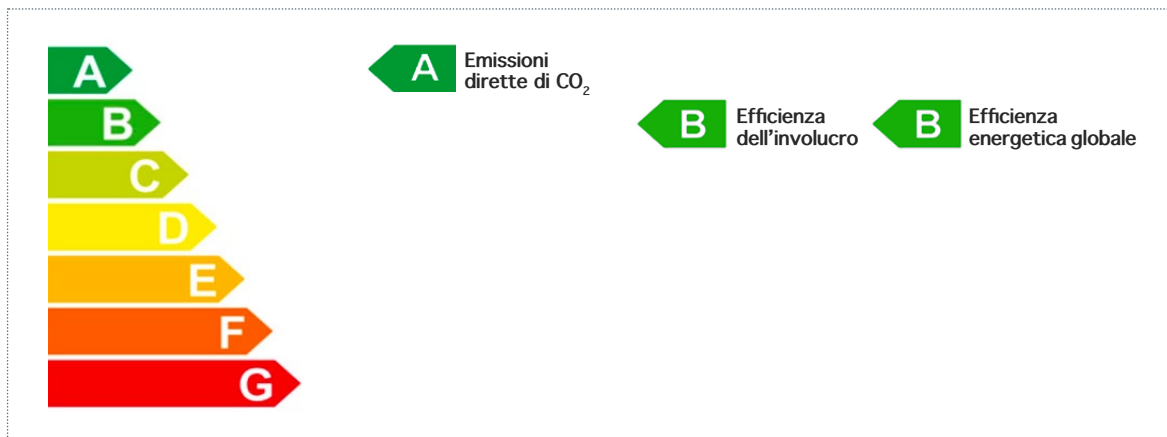 A
B
C
D
E
F
G
A
Emissioni
dirette di CO₂
B
Efficienza
dell'involucro
B
Efficienza
energetica globale